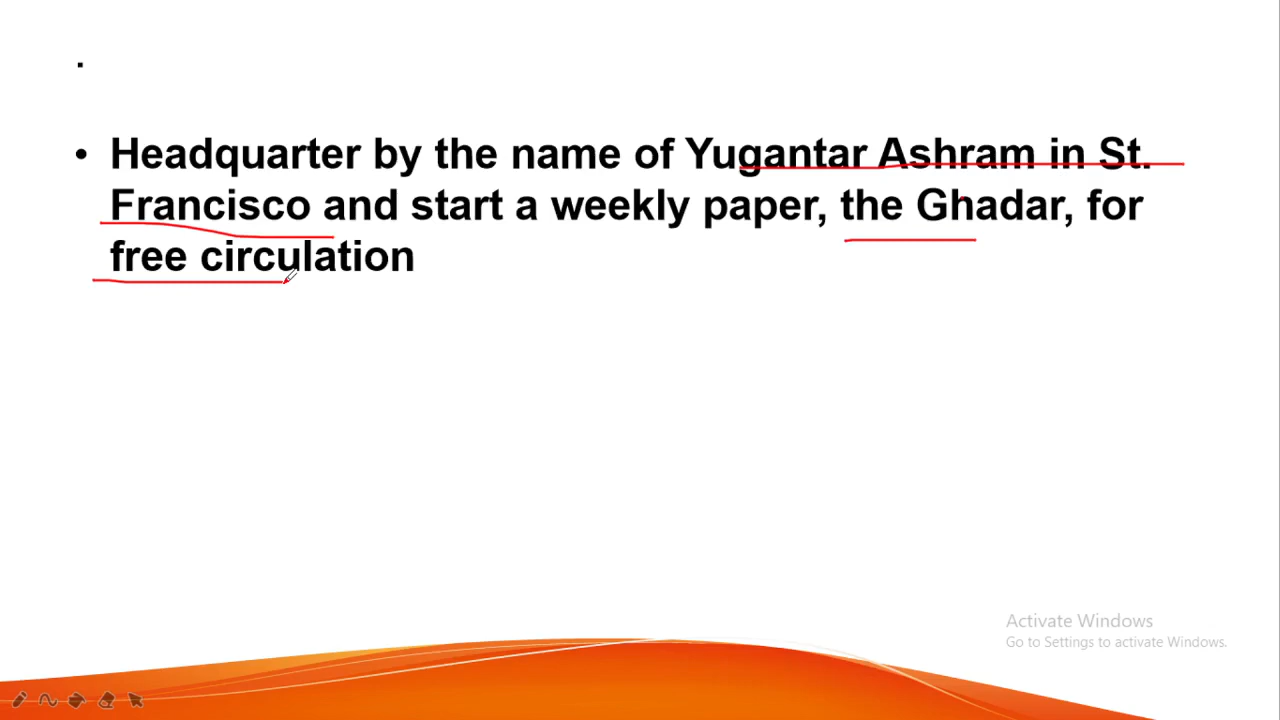 • Headquarter by the name of Yugantar Ashram in St.
Francisco and start a weekly paper, the Ghadar, for
free circulation
Activate Windows
Go to Settings to activate Windows.